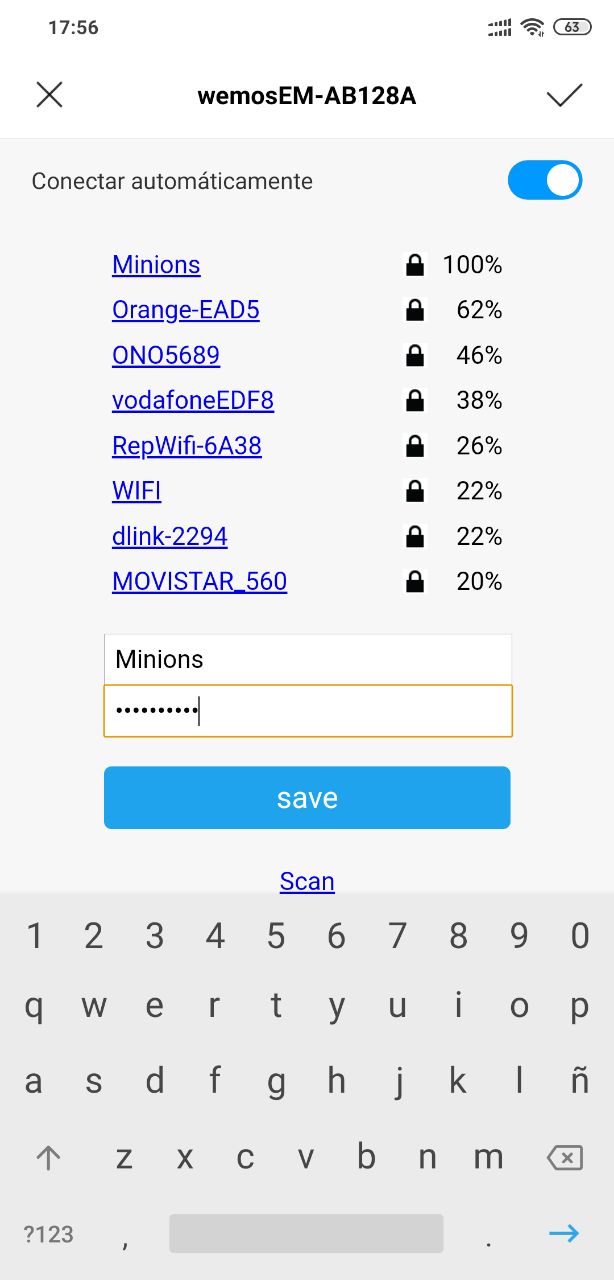 17:56 63
wemosEM-AB128A
Conectar automáticamente
Minions 100%
Orange-EAD5 62%
ONO5689 46%
vodafoneEDF8 38%
RepWifi-6A38 26%
WIFI 22%
dlink-2294 22%
MOVISTAR_560 20%
Minions
••••••••••
save
Scan
1 2 3 4 5 6 7 8 9 0
q w e r t y u i o p
a s d f g h j k l ñ
z x c v b n m
?123 , .